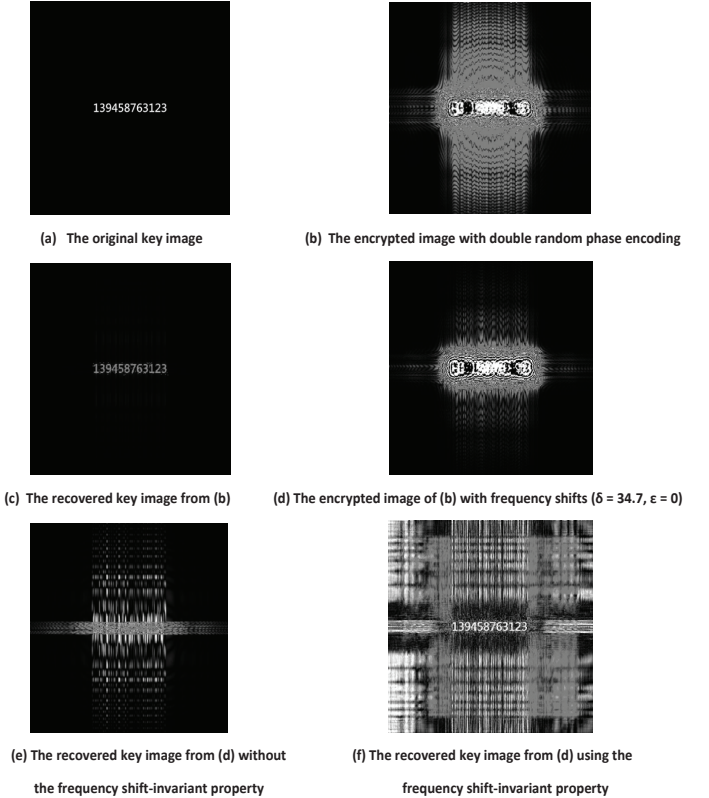 139458763123
(a) The original key image
(b) The encrypted image with double random phase encoding
139458763123
(c) The recovered key image from (b)
(d) The encrypted image of (b) with frequency shifts (δ = 34.7, ε = 0)
139458763123
(e) The recovered key image from (d) without
the frequency shift-invariant property
(f) The recovered key image from (d) using the
frequency shift-invariant property